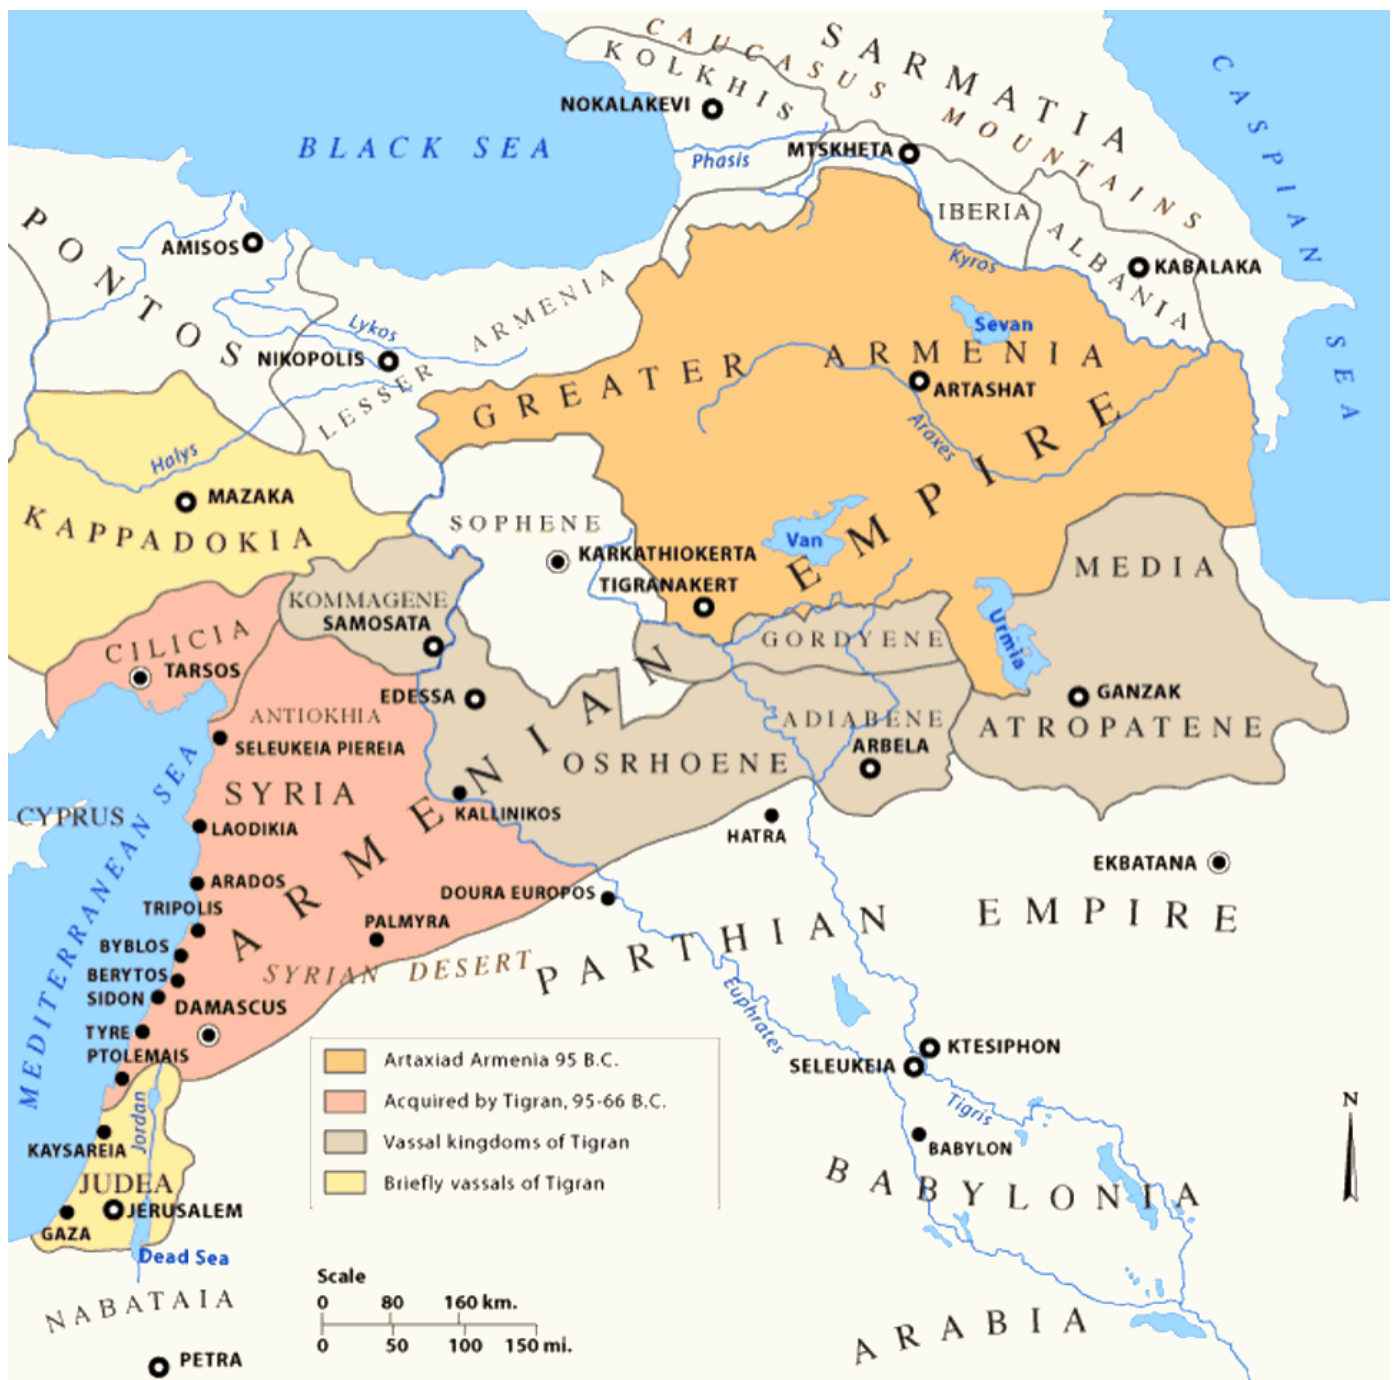 SARMATIA
CAUCASUS MOUNTAINS
KOLKHIS
NOKALAKEVI
CASPIAN SEA
BLACK SEA
Phasis
MTSKHETA
PONTOS
IBERIA
ALBANIA
AMISOS
Kyros
KABALAKA
LESSER ARMENIA
Lykos
Sevan
NIKOPOLIS
GREATER ARMENIA
ARTASHAT
Araxes
Halys
MAZAKA
KAPPADOKIA
SOPHENE
KARKATHIOKERTA
Van
TIGRANAKERT
MEDIA
ATROPATENE
KOMMAGENE
SAMOSATA
GORDYENE
Urmia
CILICIA
TARSOS
EDESSA
GANZAK
ANTIOKHIA
ADIABENE
ARBELA
SELEUKEIA PIEREIA
OSRHOENE
SYRIA
ARMENIAN EMPIRE
CYPRUS
MEDITERRANEAN SEA
KALLINIKOS
LAODIKIA
HATRA
EKBATANA
ARADOS
DOURA EUROPOS
TRIPOLIS
PALMYRA
PARTHIAN EMPIRE
BYBLOS
BERYTOS
SYRIAN DESERT
SIDON
DAMASCUS
Euphrates
TYRE
PTOLEMAIS
KTESIPHON
SELEUKEIA
Artaxiad Armenia 95 B.C.
Acquired by Tigran, 95-66 B.C.
Vassal kingdoms of Tigran
Briefly vassals of Tigran
Tigris
N
Jordan
KAYSAREIA
BABYLON
JUDEA
BABYLONIA
JERUSALEM
GAZA
Dead Sea
Scale
0 80 160 km.
0 50 100 150 mi.
NABATAIA
ARABIA
PETRA